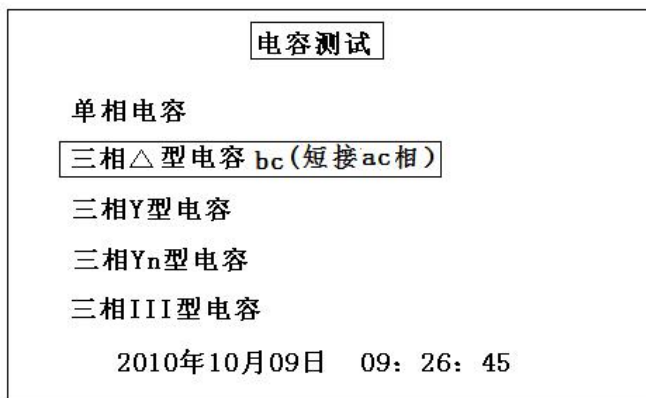 电容测试
单相电容
三相△型电容 bc(短接ac相)
三相Y型电容
三相Yn型电容
三相III型电容
2010年10月09日 09: 26: 45